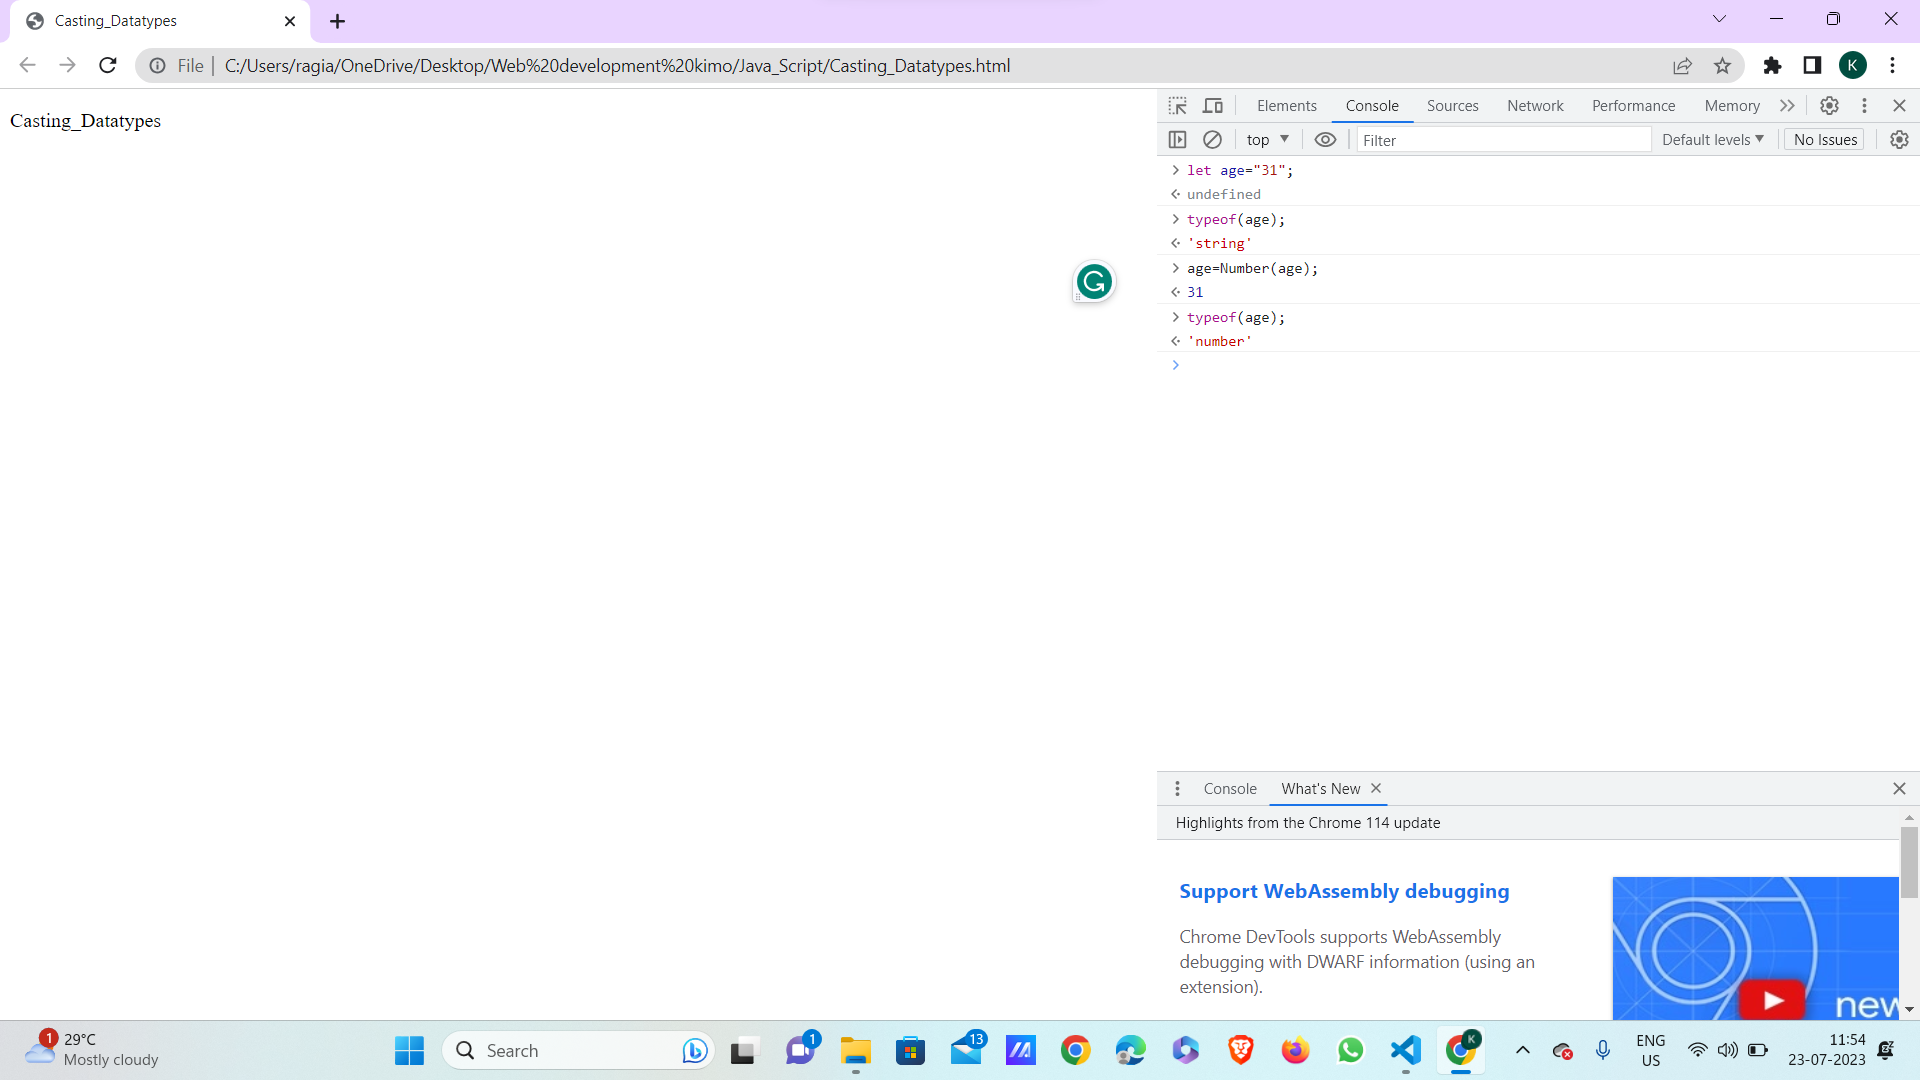 Casting_Datatypes
File
C:/Users/ragia/OneDrive/Desktop/Web%20development%20kimo/Java_Script/Casting_Datatypes.html
K
Casting_Datatypes
Elements Console Sources Network Performance Memory
top Filter Default levels No Issues
let age="31";
undefined
typeof(age);
'string'
age=Number(age);
31
typeof(age);
'number'
Console What's New
Highlights from the Chrome 114 update
Support WebAssembly debugging
Chrome DevTools supports WebAssembly
debugging with DWARF information (using an
extension).
new
1
29°C
Mostly cloudy
Search
1
13
K
ENG
US
11:54
23-07-2023